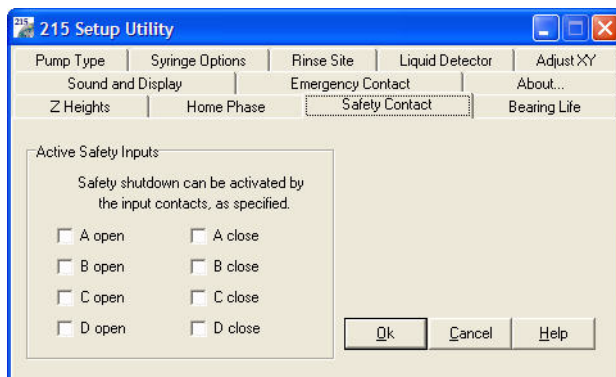 215 Setup Utility
Pump Type Syringe Options Rinse Site Liquid Detector Adjust XY
Sound and Display Emergency Contact About...
Z Heights Home Phase Safety Contact Bearing Life
Active Safety Inputs
Safety shutdown can be activated by
the input contacts, as specified.
A open A close
B open B close
C open C close
D open D close
Ok Cancel Help